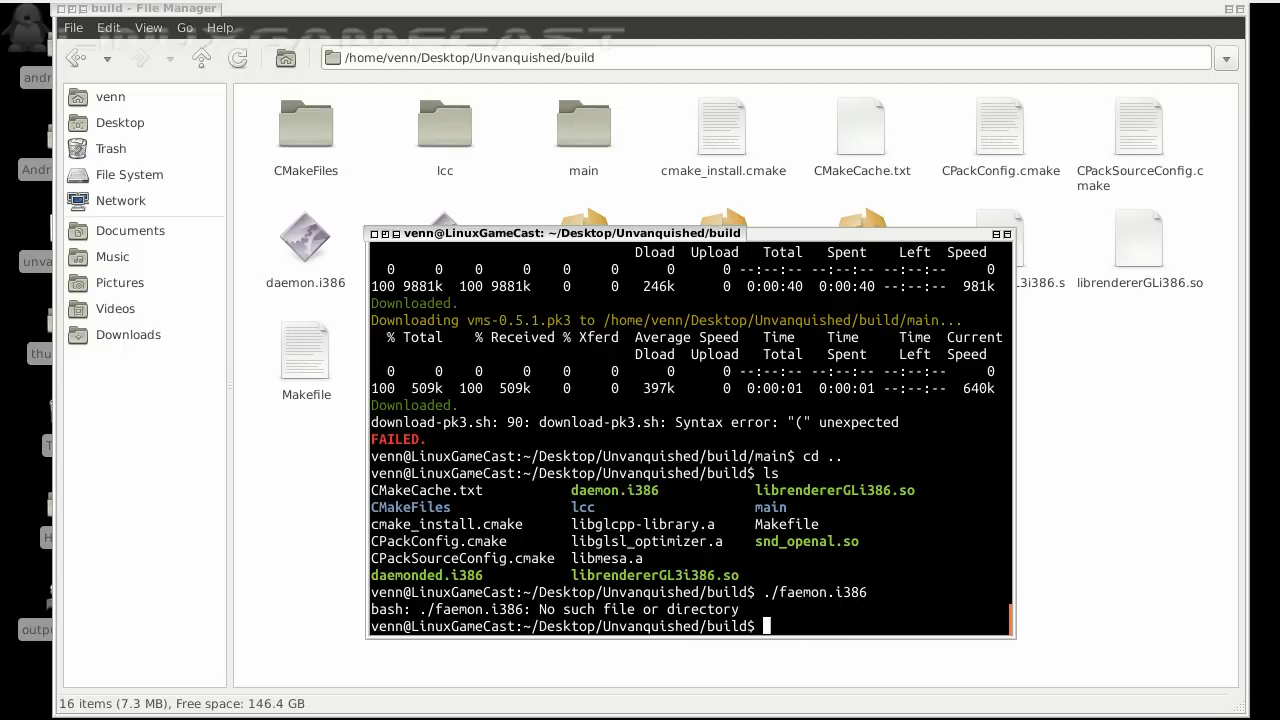 build - File Manager
File Edit View Go Help
LINUXGAMECAST
/home/venn/Desktop/Unvanquished/build
venn
Desktop
Trash
File System
Network
Documents
Music
Pictures
Videos
Downloads
CMakeFiles
lcc
main
cmake_install.cmake
CMakeCache.txt
CPackConfig.cmake
CPackSourceConfig.c
make
daemon.i386
librendererGLi386.so
Makefile
venn@LinuxGameCast: ~/Desktop/Unvanquished/build
Dload Upload Total Spent Left Speed
0 0 0 0 0 0 0 0 --:--:-- --:--:-- --:--:-- 0
100 9881k 100 9881k 0 0 246k 0 0:00:40 0:00:40 --:--:-- 981k
Downloaded.
Downloading vms-0.5.1.pk3 to /home/venn/Desktop/Unvanquished/build/main...
% Total % Received % Xferd Average Speed Time Time Time Current
Dload Upload Total Spent Left Speed
0 0 0 0 0 0 0 0 --:--:-- --:--:-- --:--:-- 0
100 509k 100 509k 0 0 397k 0 0:00:01 0:00:01 --:--:-- 640k
Downloaded.
download-pk3.sh: 90: download-pk3.sh: Syntax error: "(" unexpected
FAILED.
venn@LinuxGameCast:~/Desktop/Unvanquished/build/main$ cd ..
venn@LinuxGameCast:~/Desktop/Unvanquished/build$ ls
CMakeCache.txt daemon.i386 librendererGLi386.so
CMakeFiles lcc main
cmake_install.cmake libglcpp-library.a Makefile
CPackConfig.cmake libglsl_optimizer.a snd_openal.so
CPackSourceConfig.cmake libmesa.a
daemonded.i386 librendererGL3i386.so
venn@LinuxGameCast:~/Desktop/Unvanquished/build$ ./faemon.i386
bash: ./faemon.i386: No such file or directory
venn@LinuxGameCast:~/Desktop/Unvanquished/build$
16 items (7.3 MB), Free space: 146.4 GB